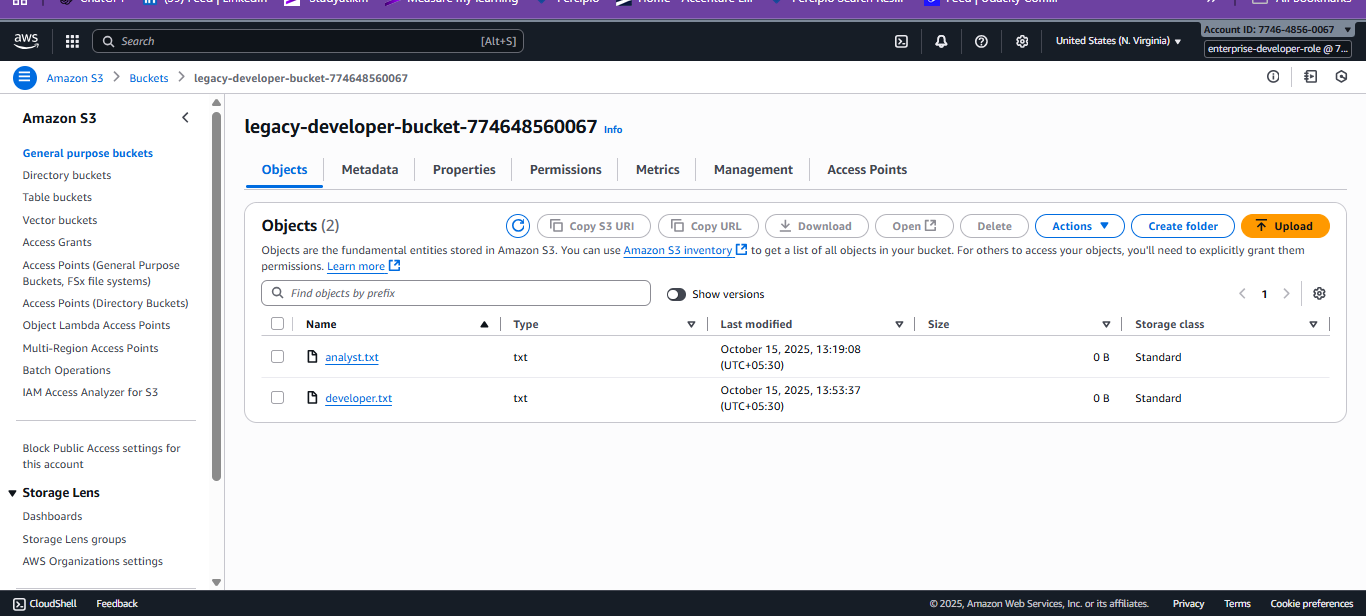 aws
Search
[Alt+S]
United States (N. Virginia)
Account ID: 7746-4856-0067
enterprise-developer-role @ 7...
Amazon S3
Buckets
legacy-developer-bucket-774648560067
Amazon S3
General purpose buckets
Directory buckets
Table buckets
Vector buckets
Access Grants
Access Points (General Purpose
Buckets, FSx file systems)
Access Points (Directory Buckets)
Object Lambda Access Points
Multi-Region Access Points
Batch Operations
IAM Access Analyzer for S3
Block Public Access settings for
this account
Storage Lens
Dashboards
Storage Lens groups
AWS Organizations settings
legacy-developer-bucket-774648560067 Info
Objects
Metadata
Properties
Permissions
Metrics
Management
Access Points
Objects (2)
Copy S3 URI
Copy URL
Download
Open
Delete
Actions
Create folder
Upload
Objects are the fundamental entities stored in Amazon S3. You can use Amazon S3 inventory to get a list of all objects in your bucket. For others to access your objects, you'll need to explicitly grant them
permissions. Learn more
Find objects by prefix
Show versions
1
Name
Type
Last modified
Size
Storage class
analyst.txt
txt
October 15, 2025, 13:19:08
(UTC+05:30)
0 B
Standard
developer.txt
txt
October 15, 2025, 13:53:37
(UTC+05:30)
0 B
Standard
CloudShell
Feedback
© 2025, Amazon Web Services, Inc. or its affiliates.
Privacy
Terms
Cookie preferences